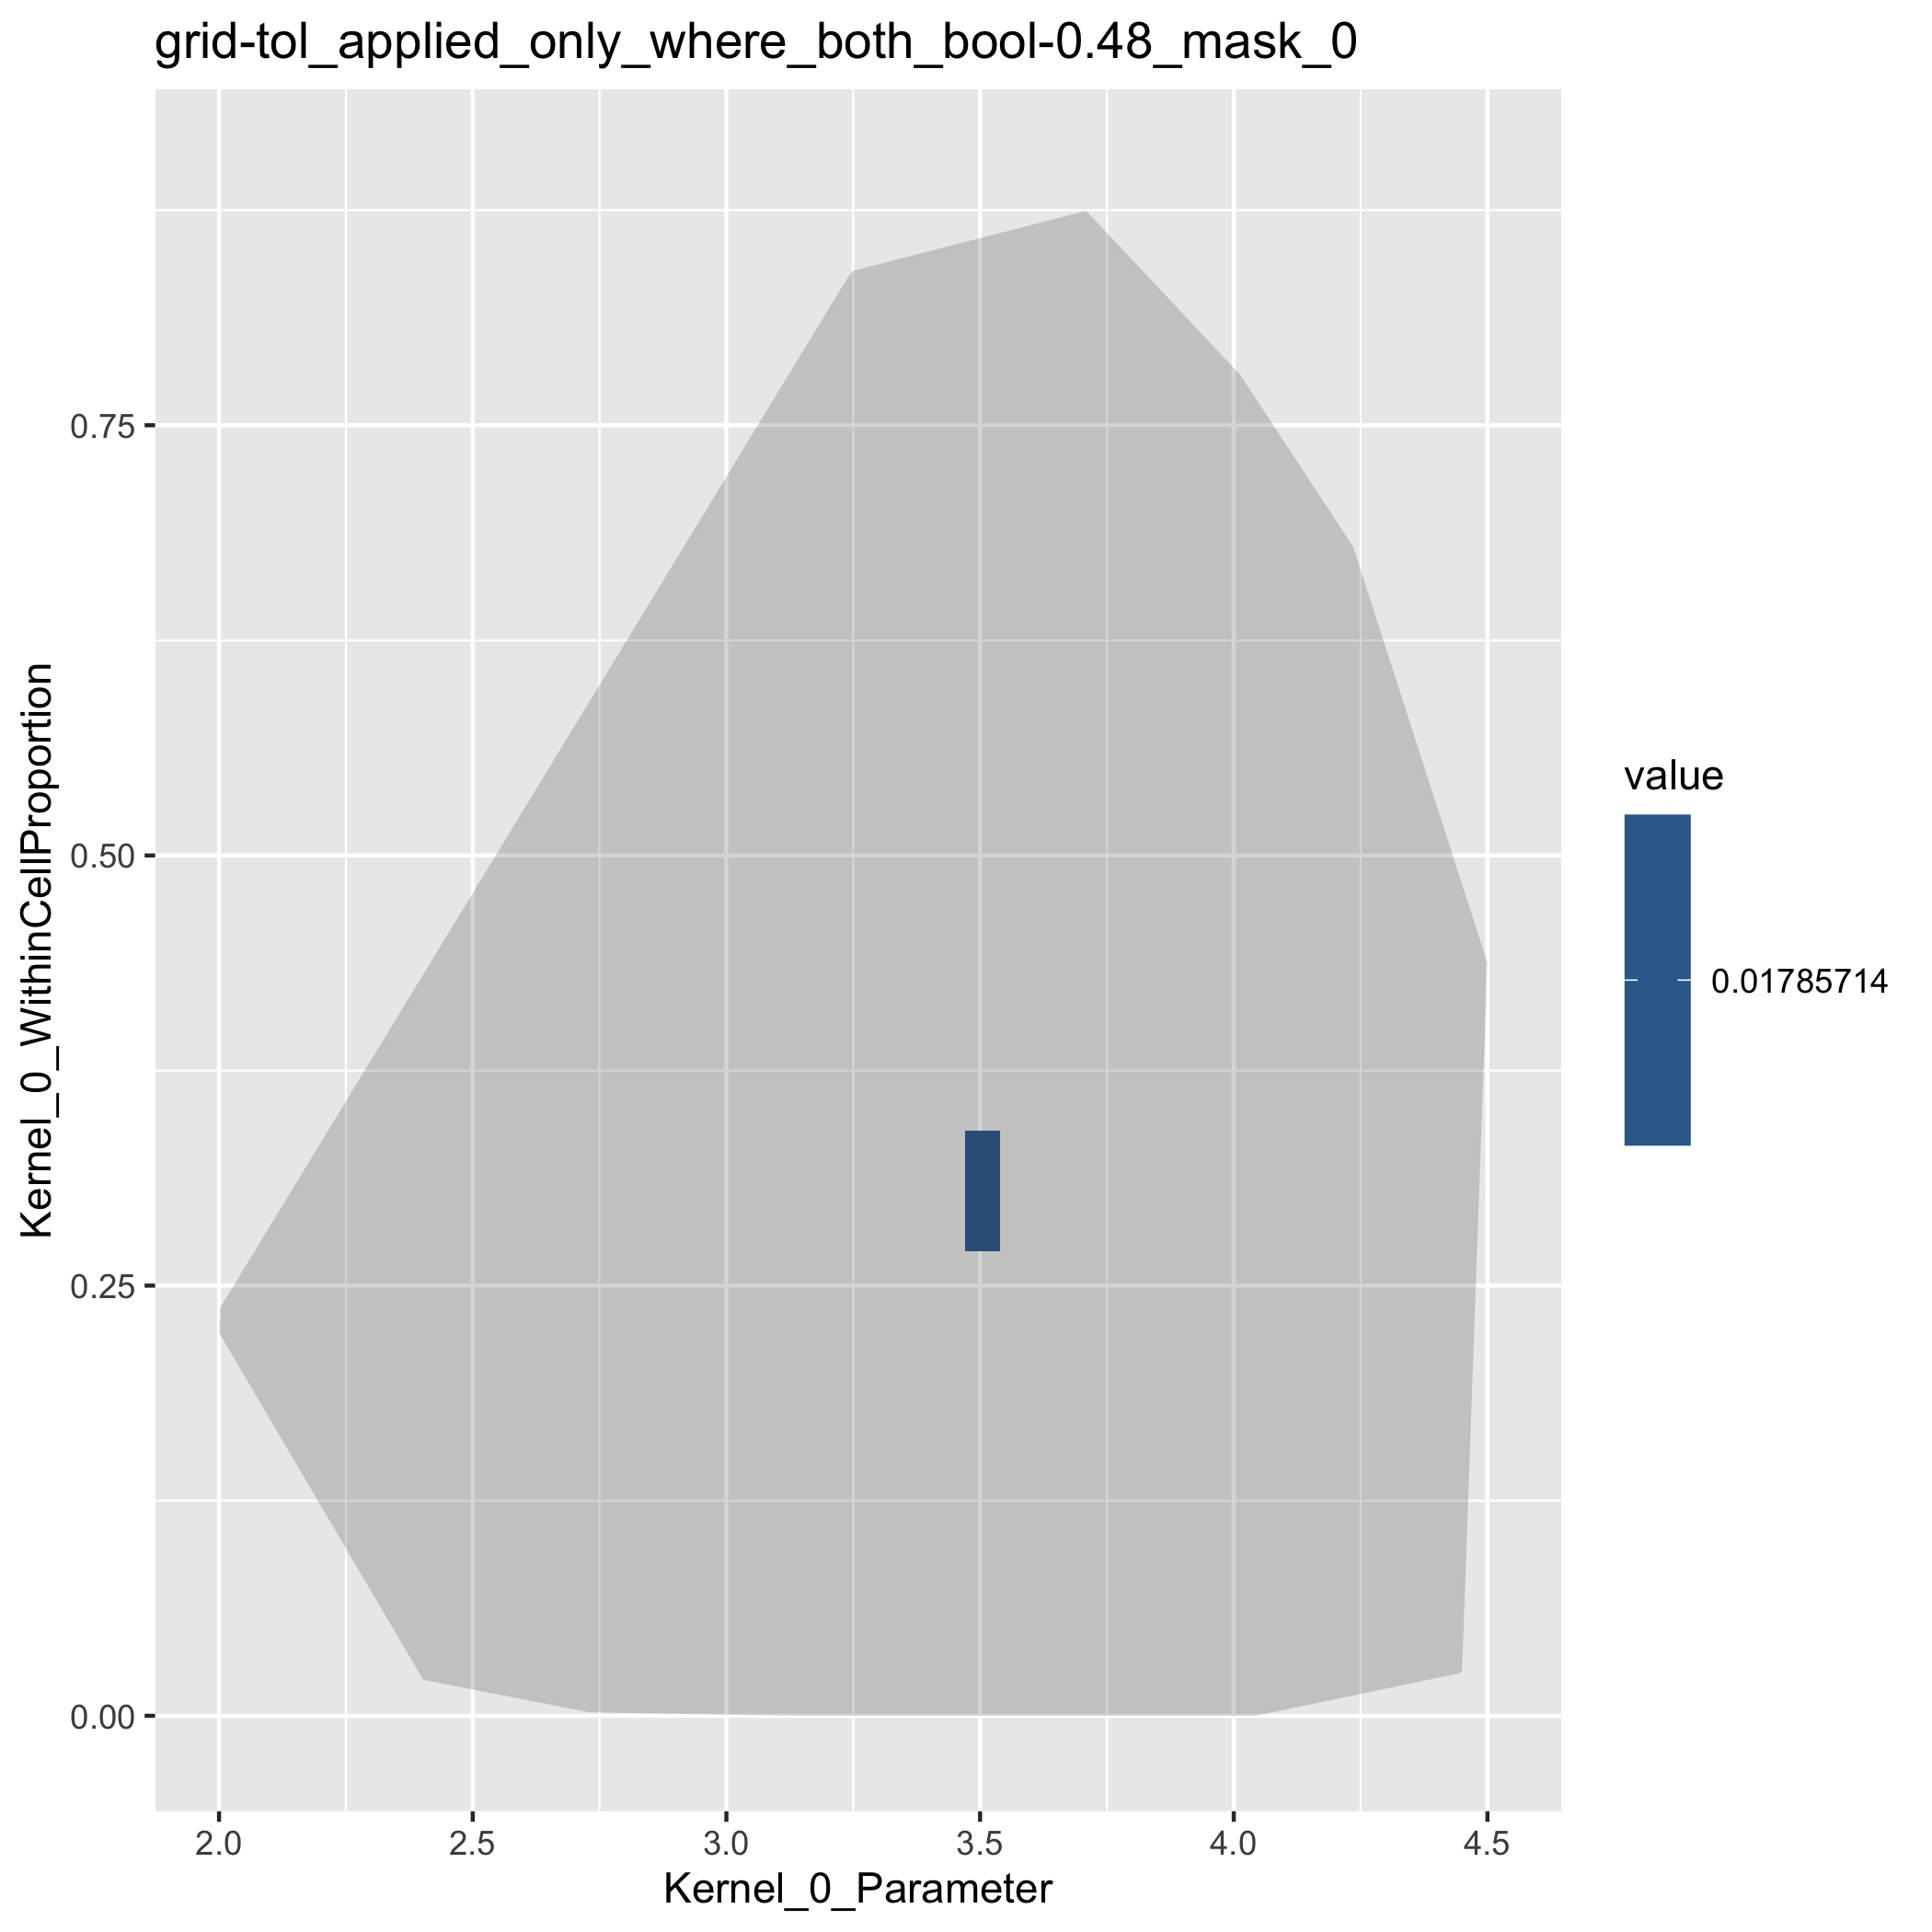 grid-tol_applied_only_where_both_bool-0.48_mask_0
Kernel_0_WithinCellProportion
0.75
0.50
0.25
0.00
2.0 2.5 3.0 3.5 4.0 4.5
Kernel_0_Parameter
value
0.01785714